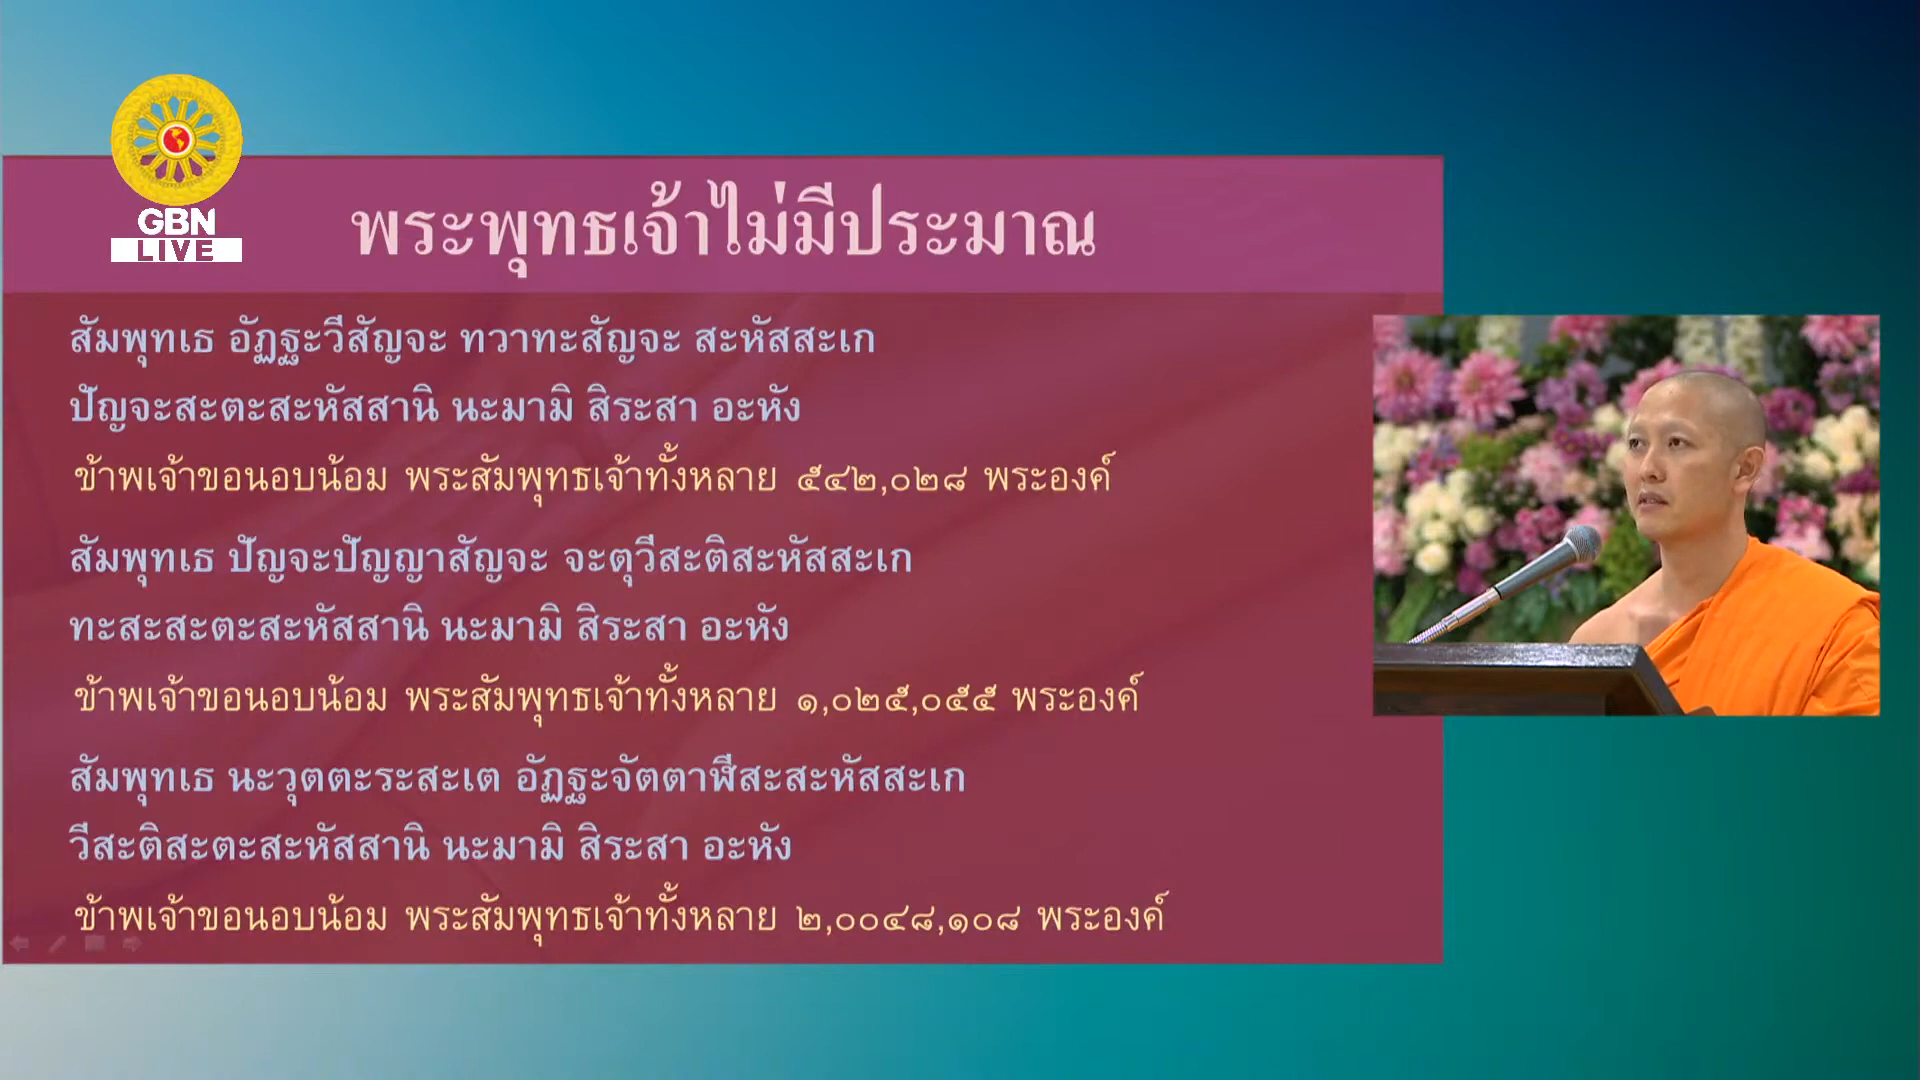 GBN
LIVE
พระพุทธเจ้าไม่มีประมาณ
สัมพุทเธ อัฏฐะวีสัญจะ ทวาทะสัญจะ สะหัสสะเก
ปัญจะสะตะสะหัสสานิ นะมามิ สิระสา อะหัง
ข้าพเจ้าขอนอบน้อม พระสัมพุทธเจ้าทั้งหลาย ๕๔๒,๐๒๘ พระองค์
สัมพุทเธ ปัญจะปัญญาสัญจะ จะตุวีสะติสะหัสสะเก
ทะสะสะตะสะหัสสานิ นะมามิ สิระสา อะหัง
ข้าพเจ้าขอนอบน้อม พระสัมพุทธเจ้าทั้งหลาย ๑,๐๒๕,๐๕๕ พระองค์
สัมพุทเธ นะวุตตะระสะเต อัฏฐะจัตตาฬีสะสะหัสสะเก
วีสะติสะตะสะหัสสานิ นะมามิ สิระสา อะหัง
ข้าพเจ้าขอนอบน้อม พระสัมพุทธเจ้าทั้งหลาย ๒,๐๐๔๘,๑๐๘ พระองค์